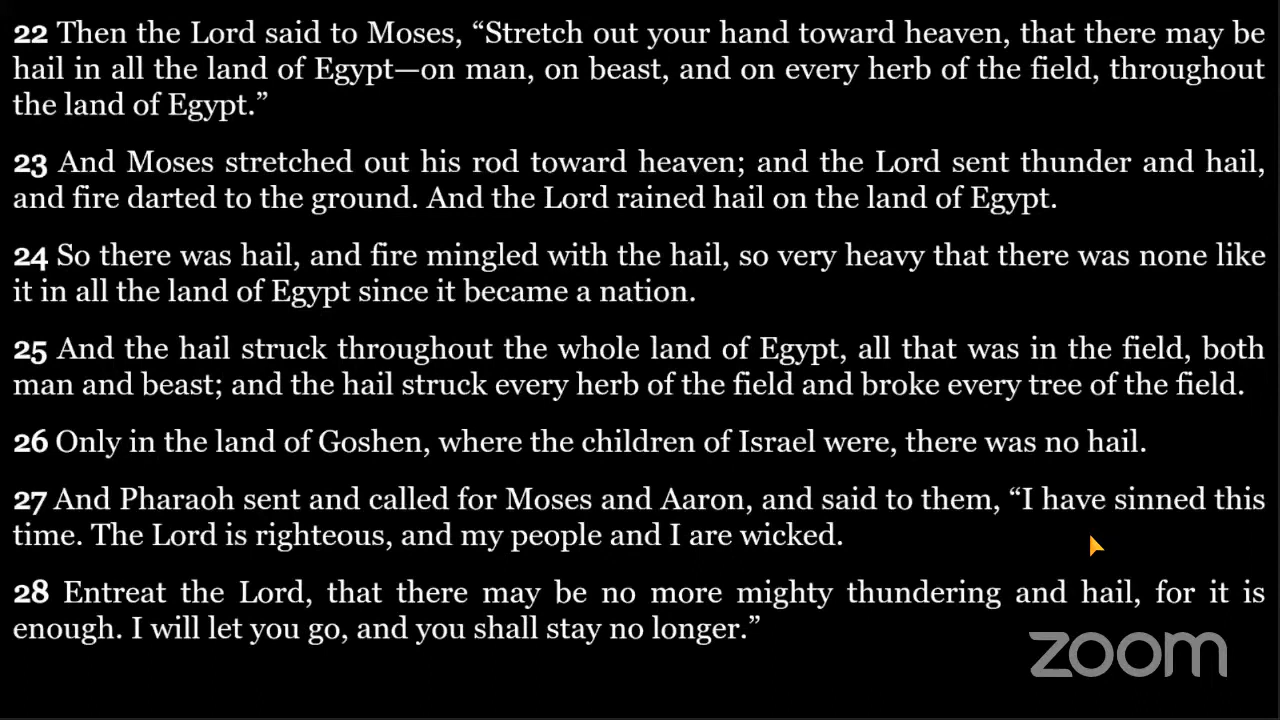 22 Then the Lord said to Moses, “Stretch out your hand toward heaven, that there may be
hail in all the land of Egypt—on man, on beast, and on every herb of the field, throughout
the land of Egypt.”
23 And Moses stretched out his rod toward heaven; and the Lord sent thunder and hail,
and fire darted to the ground. And the Lord rained hail on the land of Egypt.
24 So there was hail, and fire mingled with the hail, so very heavy that there was none like
it in all the land of Egypt since it became a nation.
25 And the hail struck throughout the whole land of Egypt, all that was in the field, both
man and beast; and the hail struck every herb of the field and broke every tree of the field.
26 Only in the land of Goshen, where the children of Israel were, there was no hail.
27 And Pharaoh sent and called for Moses and Aaron, and said to them, “I have sinned this
time. The Lord is righteous, and my people and I are wicked.
28 Entreat the Lord, that there may be no more mighty thundering and hail, for it is
enough. I will let you go, and you shall stay no longer.”
zoom